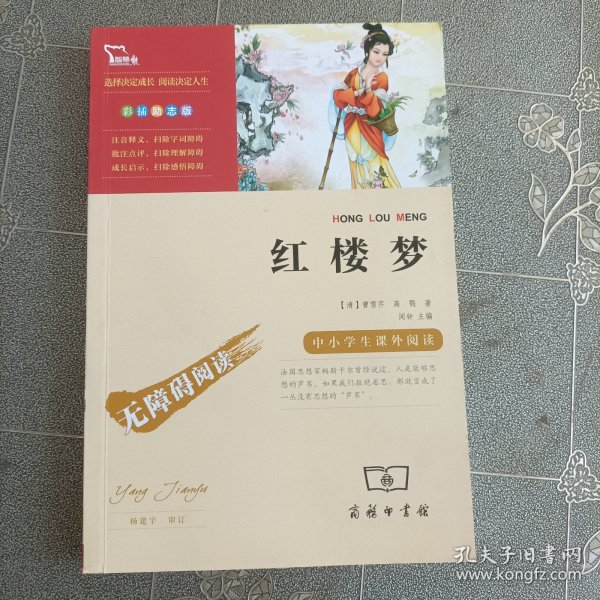 智慧熊
选择决定成长 阅读决定人生
彩插励志版
注音释义、扫除字词障碍
批注点评、扫除理解障碍
成长启示、扫除感悟障碍
HONG LOU MENG
红楼梦
【清】曹雪芹 高鹗 著
闻钟 主编
中小学生课外阅读
法国思想家帕斯卡尔曾经说过，人是能够思
想的芦苇。如果我们拒绝省思，那就变成了
一丛没有思想的“芦苇”。
无障碍阅读
Yang Jianyu
杨建宇 审订
商务印书馆
孔夫子旧书网
www.kongfz.com